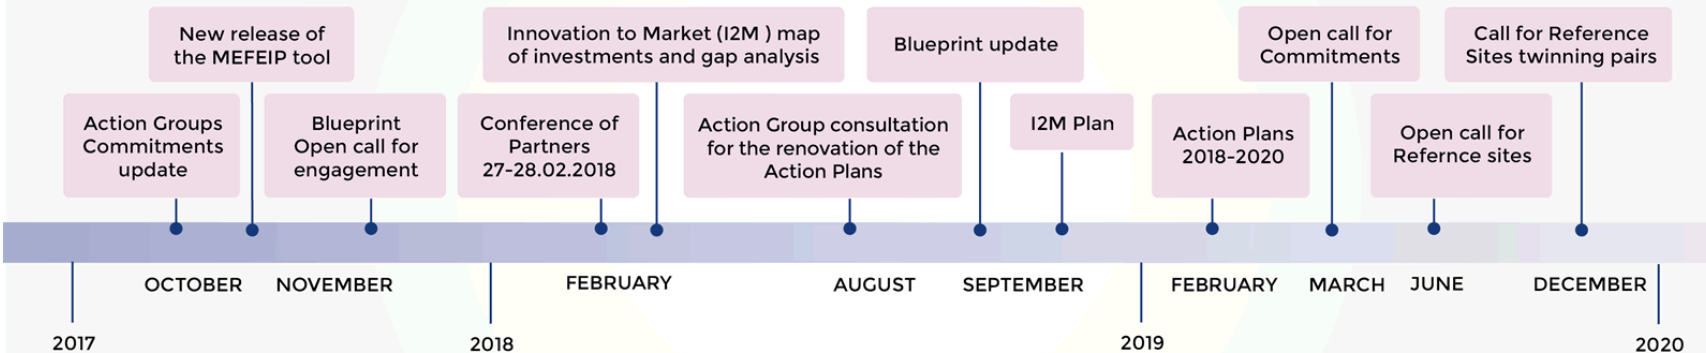 New release of
the MEFEIP tool
Innovation to Market (I2M ) map
of investments and gap analysis
Blueprint update
Open call for
Commitments
Call for Reference
Sites twinning pairs
Action Groups
Commitments
update
Blueprint
Open call for
engagement
Conference of
Partners
27-28.02.2018
Action Group consultation
for the renovation of the
Action Plans
I2M Plan
Action Plans
2018-2020
Open call for
Refernce sites
OCTOBER
NOVEMBER
FEBRUARY
AUGUST
SEPTEMBER
FEBRUARY
MARCH
JUNE
DECEMBER
2017
2018
2019
2020